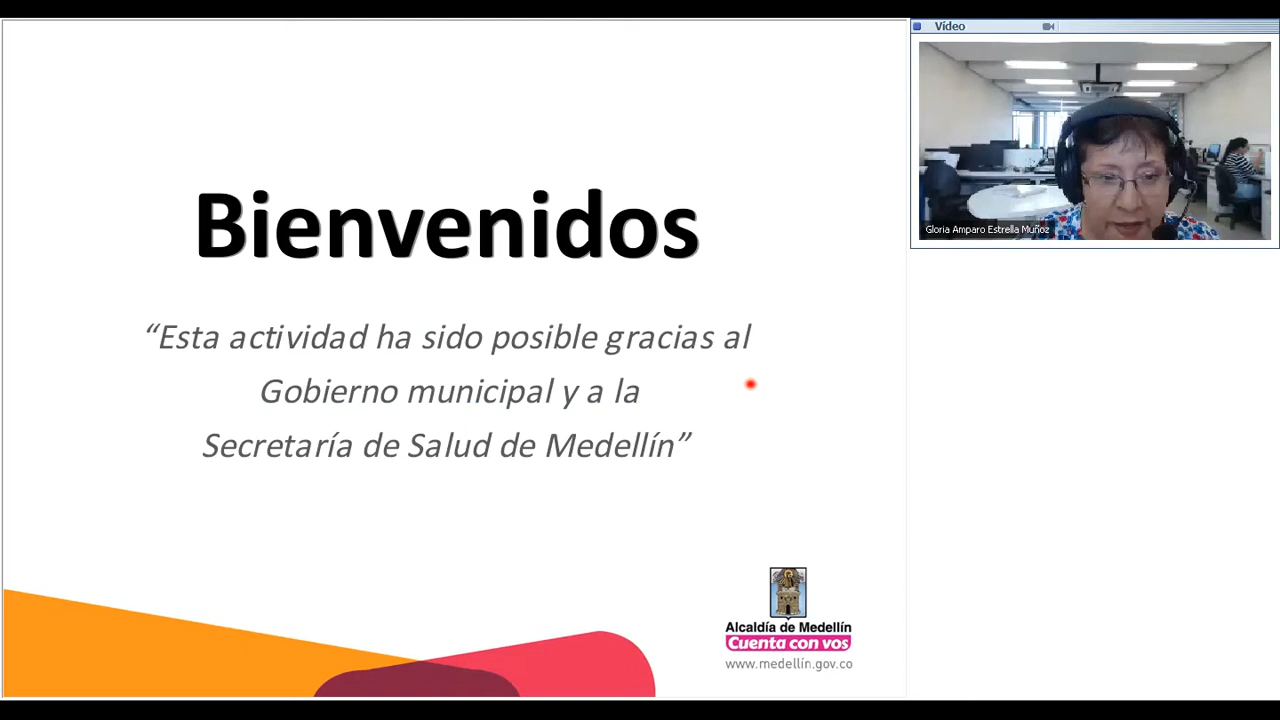 Bienvenidos
“Esta actividad ha sido posible gracias al
Gobierno municipal y a la
Secretaría de Salud de Medellín”
Alcaldía de Medellín
Cuenta con vos
www.medellín.gov.co
Vídeo
Gloria Amparo Estrella Muñoz